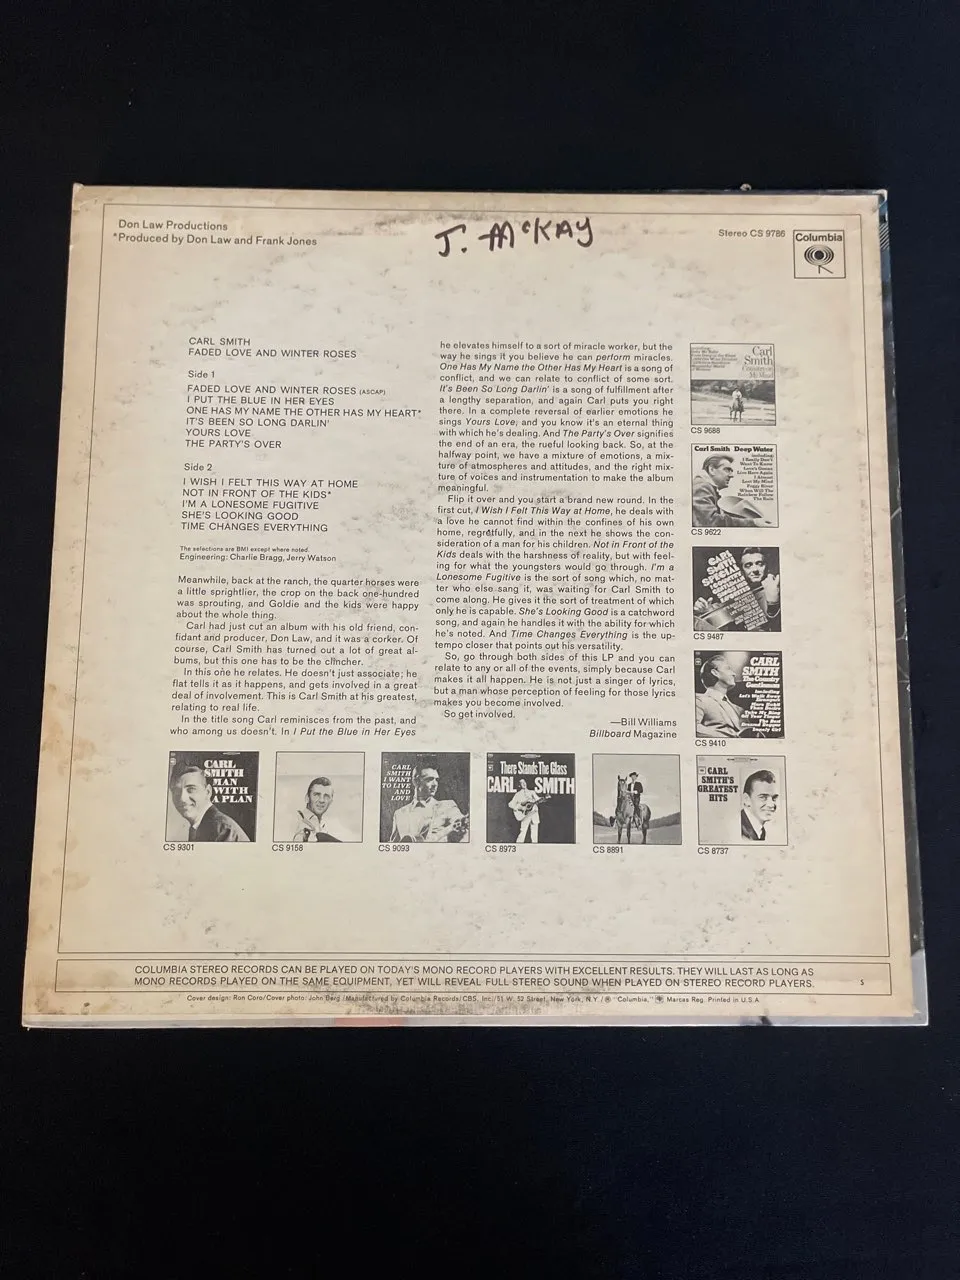 Don Law Productions
*Produced by Don Law and Frank Jones
J. McKAY
Stereo CS 9786
Columbia
CARL SMITH
FADED LOVE AND WINTER ROSES
Side 1
FADED LOVE AND WINTER ROSES (ASCAP)
I PUT THE BLUE IN HER EYES
ONE HAS MY NAME THE OTHER HAS MY HEART*
IT'S BEEN SO LONG DARLIN'
YOURS LOVE
THE PARTY'S OVER
Side 2
I WISH I FELT THIS WAY AT HOME
NOT IN FRONT OF THE KIDS*
I'M A LONESOME FUGITIVE
SHE'S LOOKING GOOD
TIME CHANGES EVERYTHING
The selections are BMI except where noted.
Engineering: Charlie Bragg, Jerry Watson
Meanwhile, back at the ranch, the quarter horses were
a little sprightlier, the crop on the back one-hundred
was sprouting, and Goldie and the kids were happy
about the whole thing.
Carl had just cut an album with his old friend, con-
fidant and producer, Don Law, and it was a corker. Of
course, Carl Smith has turned out a lot of great al-
bums, but this one has to be the clincher.
In this one he relates. He doesn't just associate; he
flat tells it as it happens, and gets involved in a great
deal of involvement. This is Carl Smith at his greatest,
relating to real life.
In the title song Carl reminisces from the past, and
who among us doesn't. In I Put the Blue in Her Eyes
he elevates himself to a sort of miracle worker, but the
way he sings it you believe he can perform miracles.
One Has My Name the Other Has My Heart is a song of
conflict, and we can relate to conflict of some sort.
It's Been So Long Darlin' is a song of fulfillment after
a lengthy separation, and again Carl puts you right
there. In a complete reversal of earlier emotions he
sings Yours Love, and you know it's an eternal thing
with which he's dealing. And The Party's Over signifies
the end of an era, the rueful looking back. So, at the
halfway point, we have a mixture of emotions, a mix-
ture of atmospheres and attitudes, and the right mix-
ture of voices and instrumentation to make the album
meaningful.
Flip it over and you start a brand new round. In the
first cut, I Wish I Felt This Way at Home, he deals with
a love he cannot find within the confines of his own
home, regretfully, and in the next he shows the con-
sideration of a man for his children. Not in Front of the
Kids deals with the harshness of reality, but with feel-
ing for what the youngsters would go through. I'm a
Lonesome Fugitive is the sort of song which, no mat-
ter who else sang it, was waiting for Carl Smith to
come along. He gives it the sort of treatment of which
only he is capable. She's Looking Good is a catchword
song, and again he handles it with the ability for which
he's noted. And Time Changes Everything is the up-
tempo closer that points out his versatility.
So, go through both sides of this LP and you can
relate to any or all of the events, simply because Carl
makes it all happen. He is not just a singer of lyrics,
but a man whose perception of feeling for those lyrics
makes you become involved.
So get involved.
—Bill Williams
Billboard Magazine
Carl
Smith
Country on
My Mind
CS 9688
Carl Smith Deep Water
CS 9622
CARL
SMITH
SPECIAL
CS 9487
CARL
SMITH
The Country
Gentleman
CS 9410
CARL
SMITH
MAN
WITH
A PLAN
CS 9301
CS 9158
CARL
SMITH
I WANT
TO LIVE
AND
LOVE
CS 9093
There Stands The Glass
CARL SMITH
CS 8973
CS 8891
CARL
SMITH'S
GREATEST
HITS
CS 8737
COLUMBIA STEREO RECORDS CAN BE PLAYED ON TODAY'S MONO RECORD PLAYERS WITH EXCELLENT RESULTS. THEY WILL LAST AS LONG AS
MONO RECORDS PLAYED ON THE SAME EQUIPMENT, YET WILL REVEAL FULL STEREO SOUND WHEN PLAYED ON STEREO RECORD PLAYERS.
S
Cover design: Ron Coro/Cover photo: John Berg/Manufactured by Columbia Records/CBS, Inc./51 W. 52 Street, New York, N.Y./® "Columbia," Marcas Reg. Printed in U.S.A.